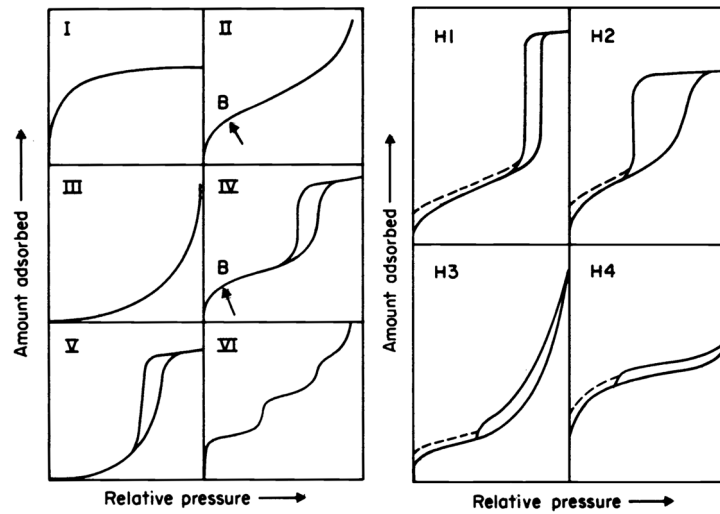 I
II
B
III
IV
B
V
VI
Amount adsorbed
Relative pressure
H1
H2
H3
H4
Amount adsorbed
Relative pressure